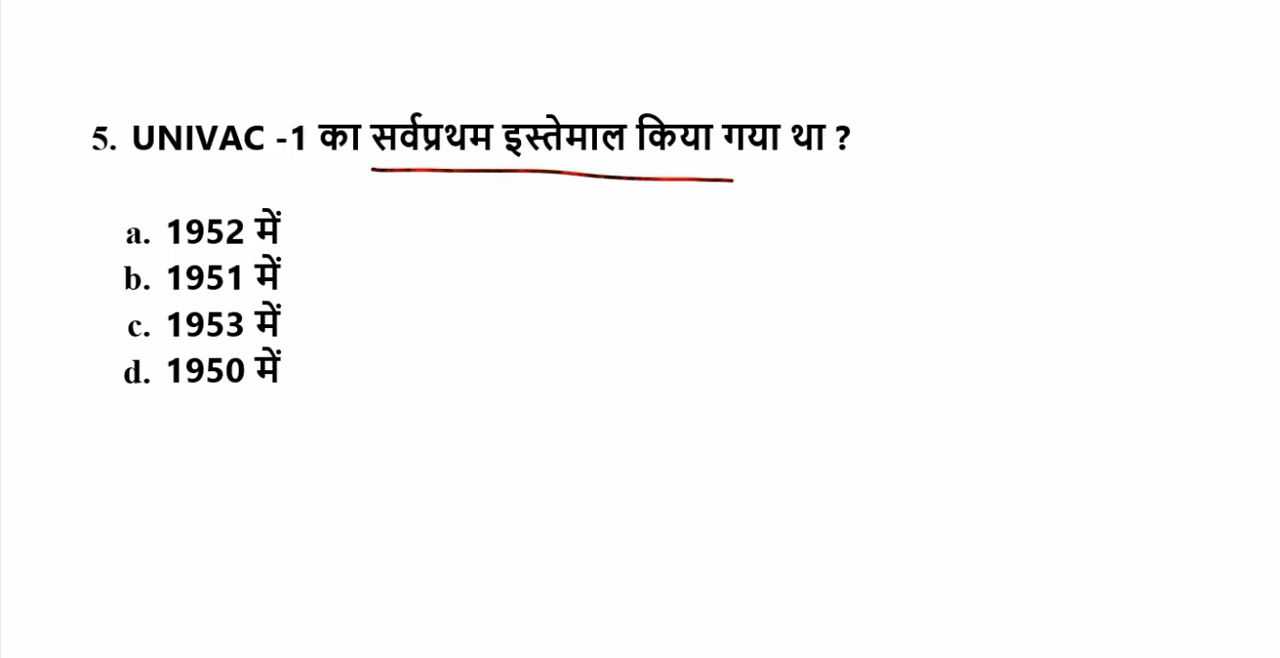 5. UNIVAC -1 का सर्वप्रथम इस्तेमाल किया गया था ?
a. 1952 में
b. 1951 में
c. 1953 में
d. 1950 में